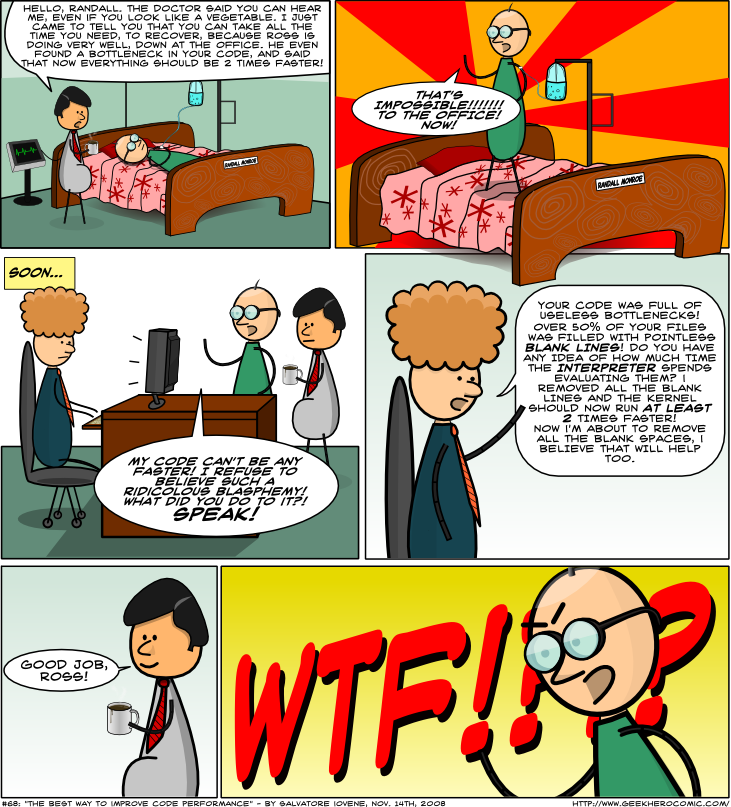 HELLO, RANDALL. THE DOCTOR SAID YOU CAN HEAR
ME, EVEN IF YOU LOOK LIKE A VEGETABLE. I JUST
CAME TO TELL YOU THAT YOU CAN TAKE ALL THE
TIME YOU NEED, TO RECOVER, BECAUSE ROSS IS
DOING VERY WELL, DOWN AT THE OFFICE. HE EVEN
FOUND A BOTTLENECK IN YOUR CODE, AND SAID
THAT NOW EVERYTHING SHOULD BE 2 TIMES FASTER!
RANDALL MONROE
THAT'S
IMPOSSIBLE!!!!!!!
TO THE OFFICE!
NOW!
RANDALL MONROE
SOON...
MY CODE CAN'T BE ANY
FASTER! I REFUSE TO
BELIEVE SUCH A
RIDICOLOUS BLASPHEMY!
WHAT DID YOU DO TO IT?!
SPEAK!
YOUR CODE WAS FULL OF
USELESS BOTTLENECKS!
OVER 50% OF YOUR FILES
WAS FILLED WITH POINTLESS
BLANK LINES! DO YOU HAVE
ANY IDEA OF HOW MUCH TIME
THE INTERPRETER SPENDS
EVALUATING THEM? I
REMOVED ALL THE BLANK
LINES AND THE KERNEL
SHOULD NOW RUN AT LEAST
2 TIMES FASTER!
NOW I'M ABOUT TO REMOVE
ALL THE BLANK SPACES, I
BELIEVE THAT WILL HELP
TOO.
GOOD JOB,
ROSS!
WTF!!?!?
#68: "THE BEST WAY TO IMPROVE CODE PERFORMANCE" - BY SALVATORE IOVENE, NOV. 14TH, 2008
HTTP://WWW.GEEKHEROCOMIC.COM/